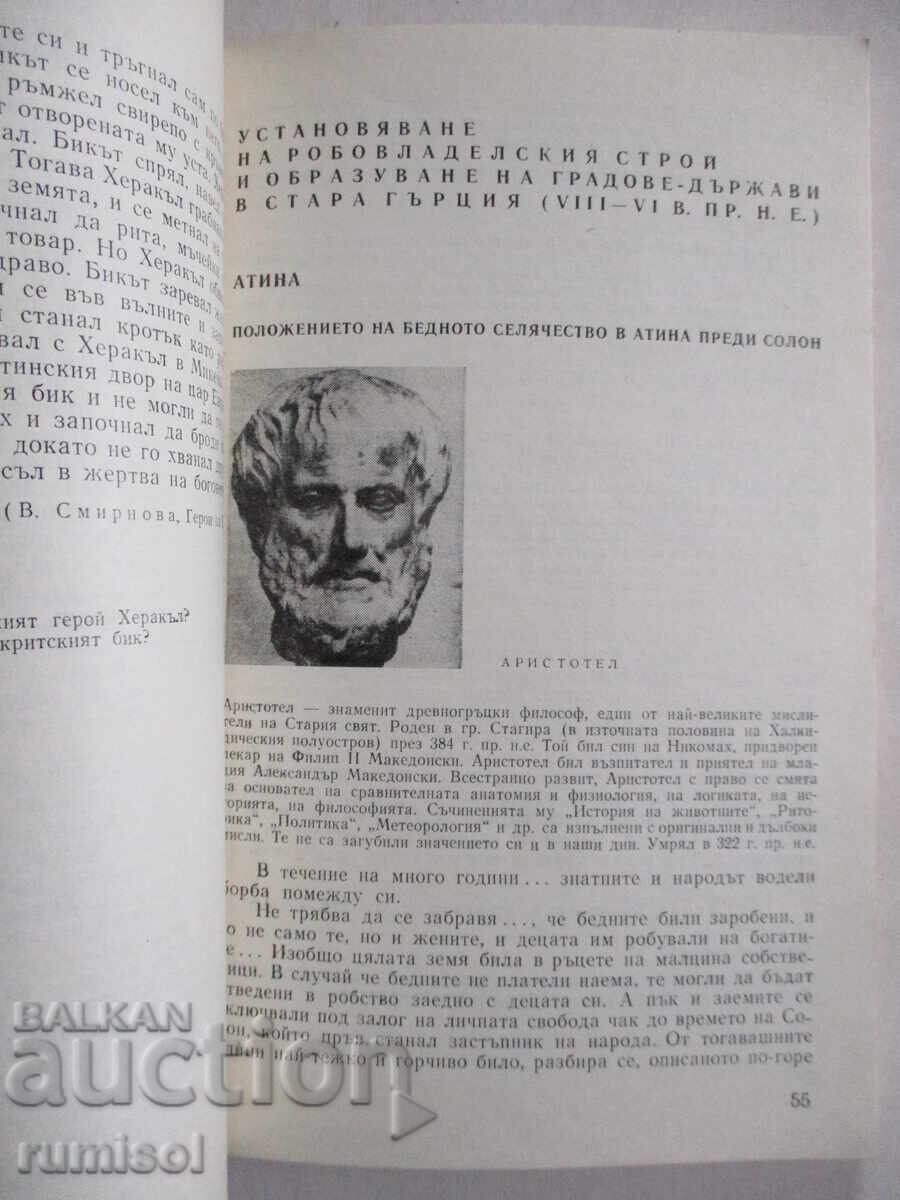 те си и тръгнал сам
икът се носел към
ръмжел свирепо с
отворената му уста.
ал. Бикът спрял,
Тогава Херакъл
земята, и се метнал на
чнал да рита,
товар. Но Херакъл
драво. Бикът заревал
и се във вълните и
и станал кротък като
вал с Херакъл в
тинския двор на цар
я бик и не могли да
х и започнал да броди
докато не го хванал
съл в жертва на
(В. Смирнова, Герои
кият герой Херакъл?
критският бик?
УСТАНОВЯВАНЕ
НА РОБОВЛАДЕЛСКИЯ СТРОЙ
И ОБРАЗУВАНЕ НА ГРАДОВЕ-ДЪРЖАВИ
В СТАРА ГЪРЦИЯ (VIII—VI В. ПР. Н. Е.)
АТИНА
ПОЛОЖЕНИЕТО НА БЕДНОТО СЕЛЯЧЕСТВО В АТИНА ПРЕДИ СОЛОН
АРИСТОТЕЛ
Аристотел — знаменит древногръцки философ, един от най-великите мисли-
тели на Стария свят. Роден в гр. Стагира (в източната половина на Халки-
дическия полуостров) през 384 г. пр. н.е. Той бил син на Никомах, придворен
лекар на Филип II Македонски. Аристотел бил възпитател и приятел на мла-
дия Александър Македонски. Всестранно развит, Аристотел с право се смята
за основател на сравнителната анатомия и физиология, на логиката, на ис-
торията, на философията. Съчиненията му „История на животните“, „Рито-
рика“, „Политика“, „Метеорология“ и др. са изпълнени с оригинални и дълбоки
мисли. Те не са загубили значението си и в наши дни. Умрял в 322 г. пр. н.е.
В течение на много години... знатните и народът водели
борба помежду си.
Не трябва да се забравя..., че бедните били заробени, и
то не само те, но и жените, и децата им робували на богати-
е... Изобщо цялата земя била в ръцете на малцина собстве-
ици. В случай че бедните не платели наема, те могли да бъдат
отведени в робство заедно с децата си. А пък и заемите се
ключвали под залог на личната свобода чак до времето на Со-
он, който пръв станал застъпник на народа. От тогавашните
най-тежко и горчиво било, разбира се, описаното по-горе
55
BALKAN
auction
rumisol